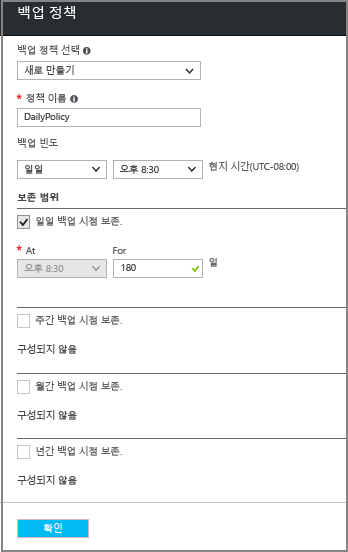 백업 정책
백업 정책 선택
새로 만들기
* 정책 이름
DailyPolicy
백업 빈도
일일 오후 8:30 현지 시간(UTC-08:00)
보존 범위
일일 백업 시점 보존.
* At For
오후 8:30 180 일
주간 백업 시점 보존.
구성되지 않음
월간 백업 시점 보존.
구성되지 않음
년간 백업 시점 보존.
구성되지 않음
확인